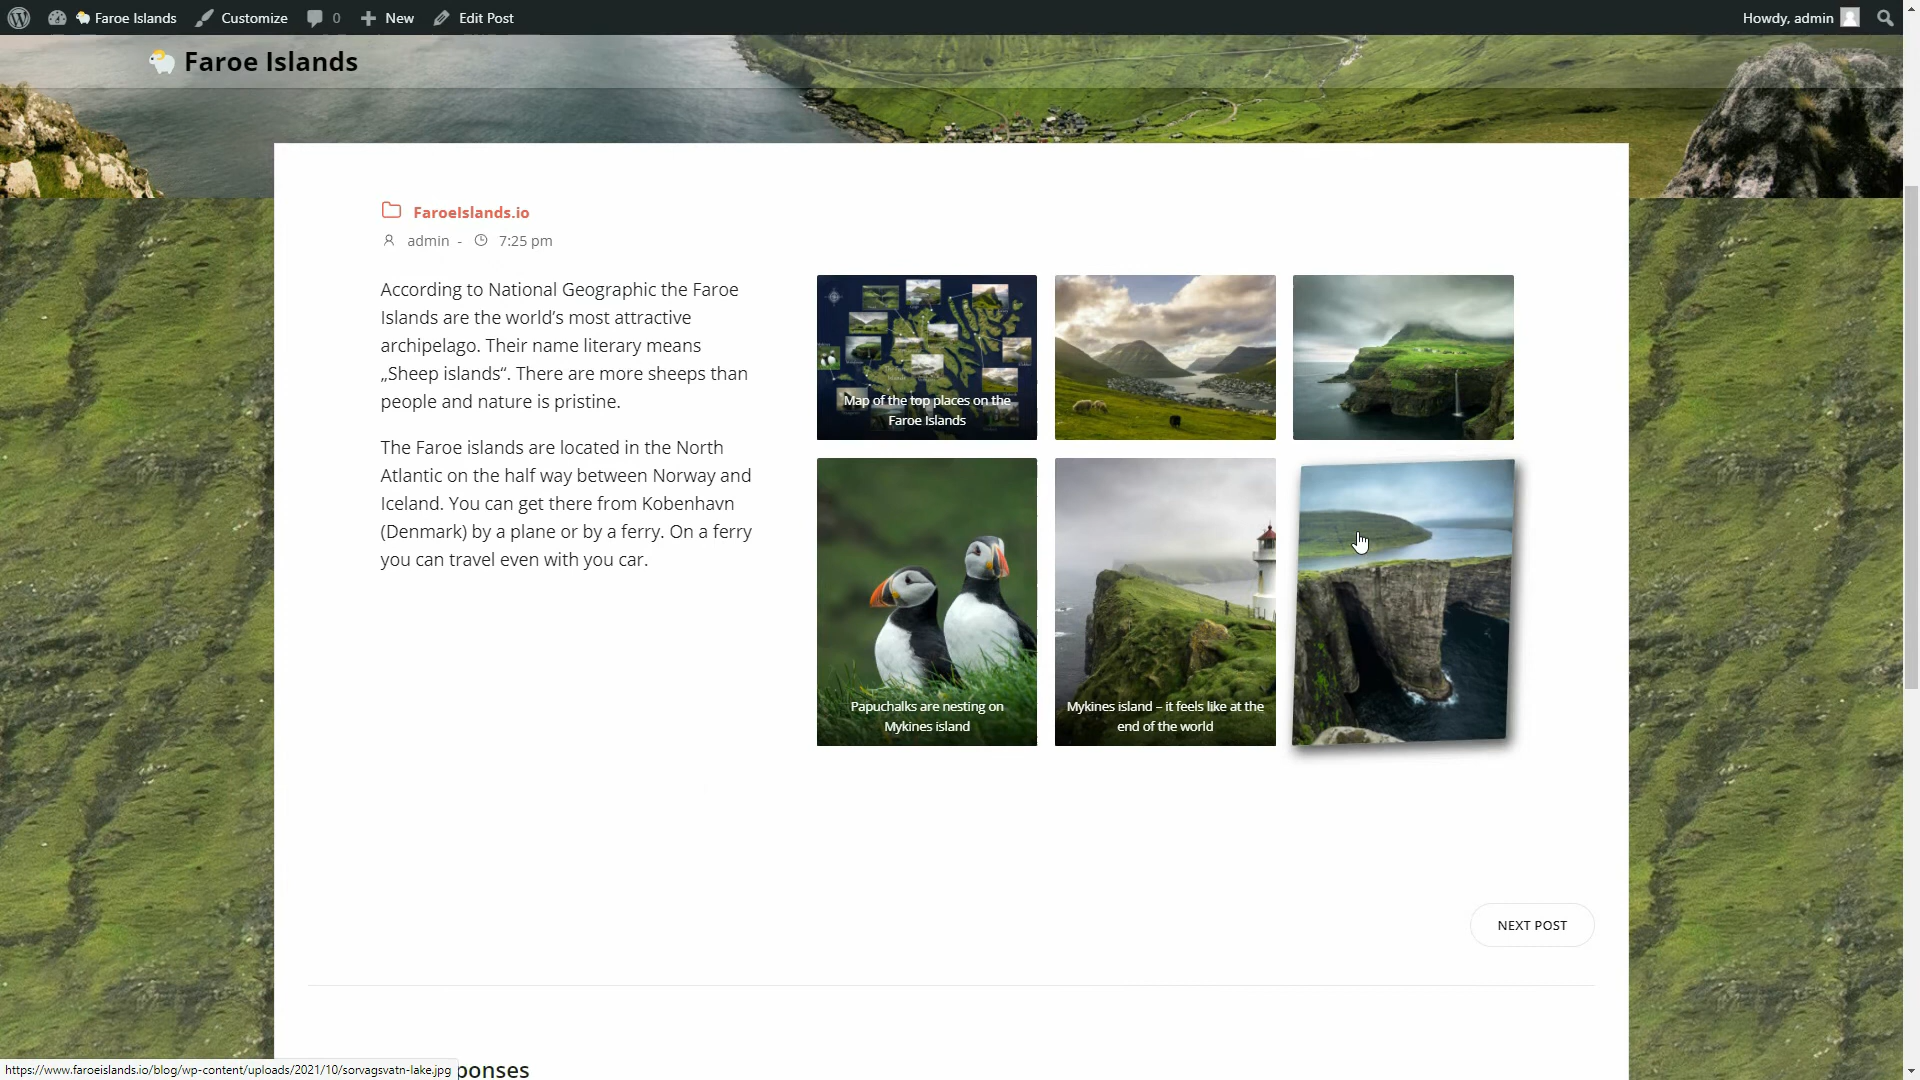 Faroe Islands
Customize
0
New
Edit Post
Howdy, admin
Faroe Islands
FaroeIslands.io
admin - 7:25 pm
According to National Geographic the Faroe
Islands are the world’s most attractive
archipelago. Their name literary means
„Sheep islands“. There are more sheeps than
people and nature is pristine.
The Faroe islands are located in the North
Atlantic on the half way between Norway and
Iceland. You can get there from Kobenhavn
(Denmark) by a plane or by a ferry. On a ferry
you can travel even with you car.
Map of the top places on the
Faroe Islands
Papuchalks are nesting on
Mykines island
Mykines island – it feels like at the
end of the world
NEXT POST
ponses
https://www.faroeislands.io/blog/wp-content/uploads/2021/10/sorvagsvatn-lake.jpg